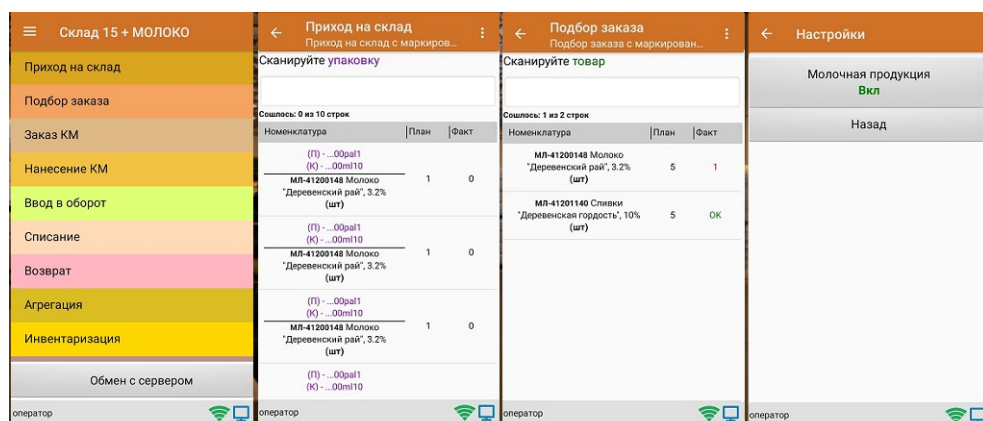 Склад 15 + МОЛОКО
Приход на склад
Подбор заказа
Заказ КМ
Нанесение КМ
Ввод в оборот
Списание
Возврат
Агрегация
Инвентаризация
Обмен с сервером
оператор
Приход на склад
Приход на склад с маркиров...
Сканируйте упаковку
Сошлось: 0 из 10 строк
Номенклатура План Факт
(П) - ...00pal1
(К) - ...00ml10
МЛ-41200148 Молоко 1 0
"Деревенский рай", 3.2%
(шт)
(П) - ...00pal1
(К) - ...00ml10
МЛ-41200148 Молоко 1 0
"Деревенский рай", 3.2%
(шт)
(П) - ...00pal1
(К) - ...00ml10
МЛ-41200148 Молоко 1 0
"Деревенский рай", 3.2%
(шт)
(П) - ...00pal1
(К) - ...00ml10
оператор
Подбор заказа
Подбор заказа с маркирован...
Сканируйте товар
Сошлось: 1 из 2 строк
Номенклатура План Факт
МЛ-41200148 Молоко
"Деревенский рай", 3.2% 5 1
(шт)
МЛ-41201140 Сливки
"Деревенская гордость", 10% 5 OK
(шт)
оператор
Настройки
Молочная продукция
Вкл
Назад
оператор